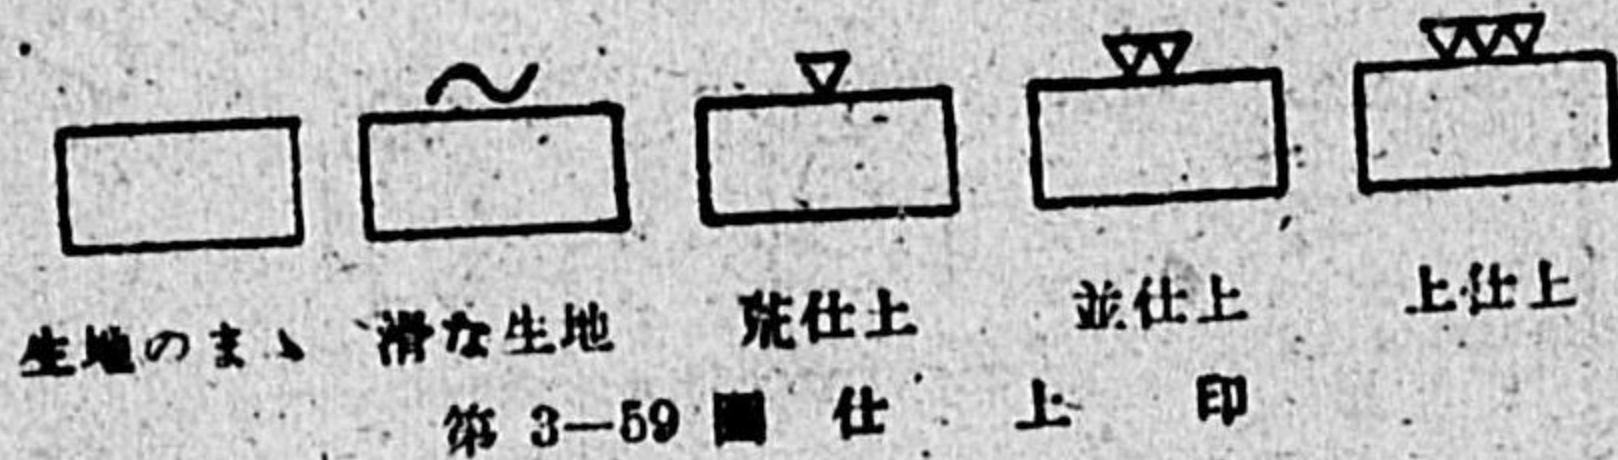 生地のまゝ 滑な生地 荒仕上 並仕上 上仕上
第 3—59 圖 仕 上 印